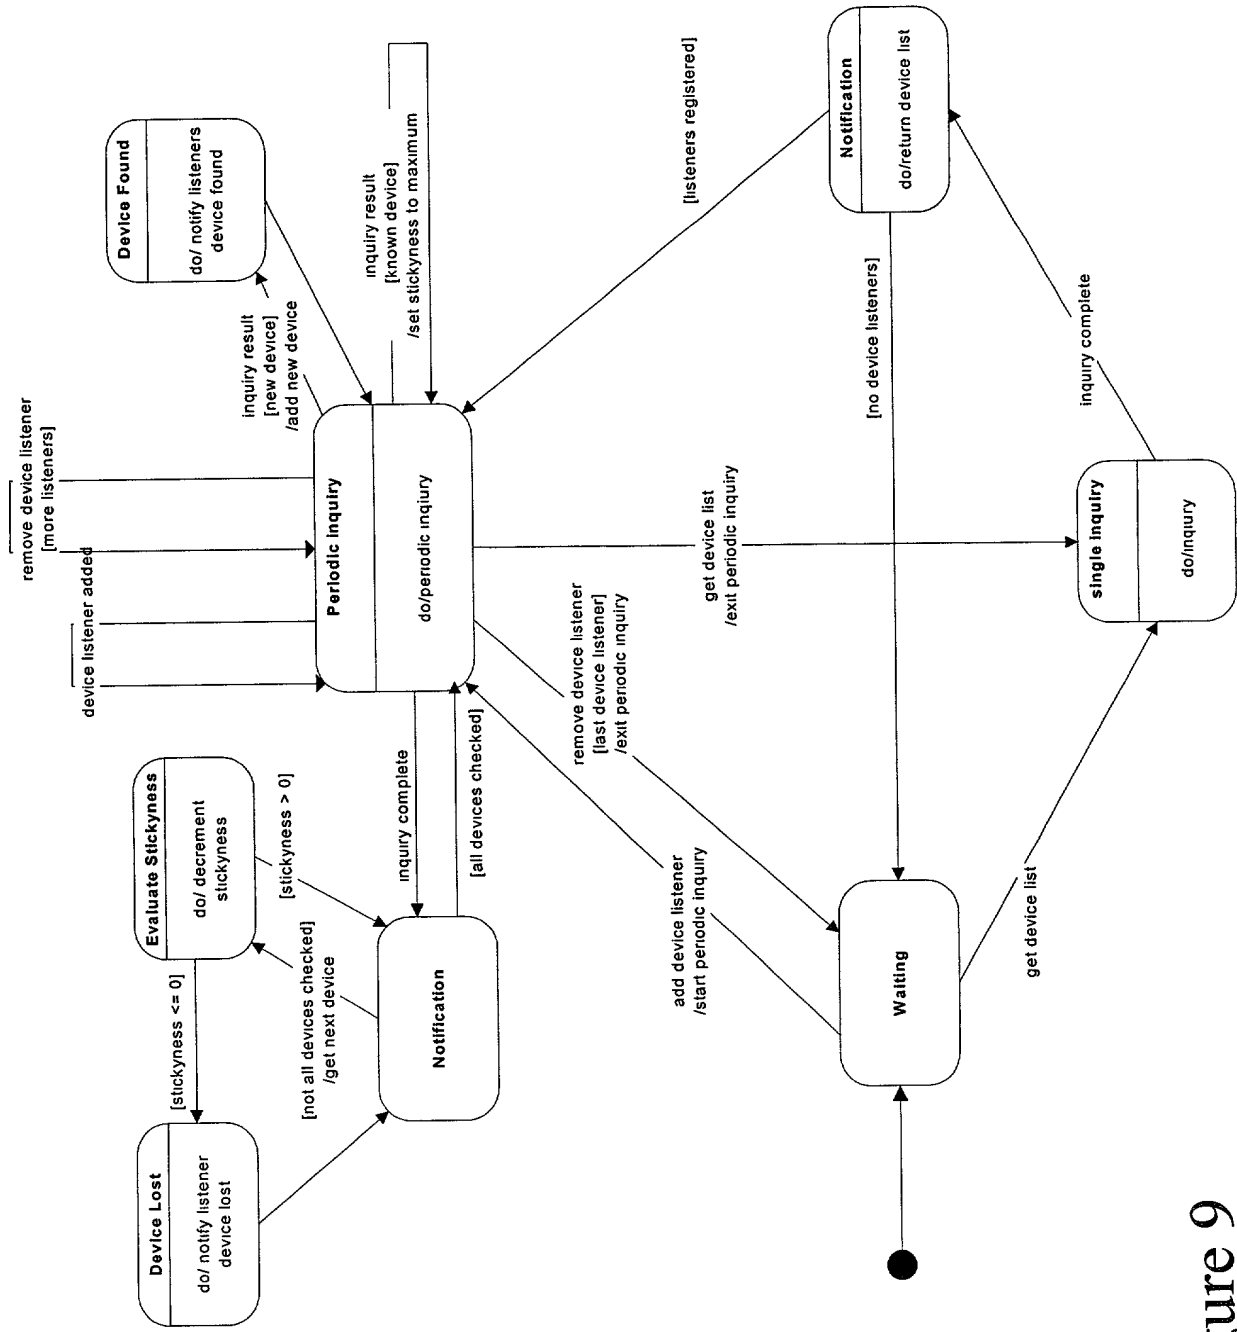 remove device listener
[more listeners]
device listener added
Device Lost
do/ notify listener
device lost
[stickyness <= 0]
Evaluate Stickyness
do/ decrement
stickyness
[stickyness > 0]
[not all devices checked]
/get next device
Notification
inquiry complete
[all devices checked]
Device Found
do/ notify listeners
device found
inquiry result
[new device]
/add new device
Periodic Inquiry
do/periodic inqiury
inquiry result
[known device]
/set stickyness to maximum
remove device listener
[last device listener]
/exit periodic inquiry
add device listener
/start periodic inquiry
get device list
/exit periodic inquiry
[listeners registered]
Notification
do/return device list
[no device listeners]
Waiting
get device list
inquiry complete
single Inquiry
do/inqiury
ure 9